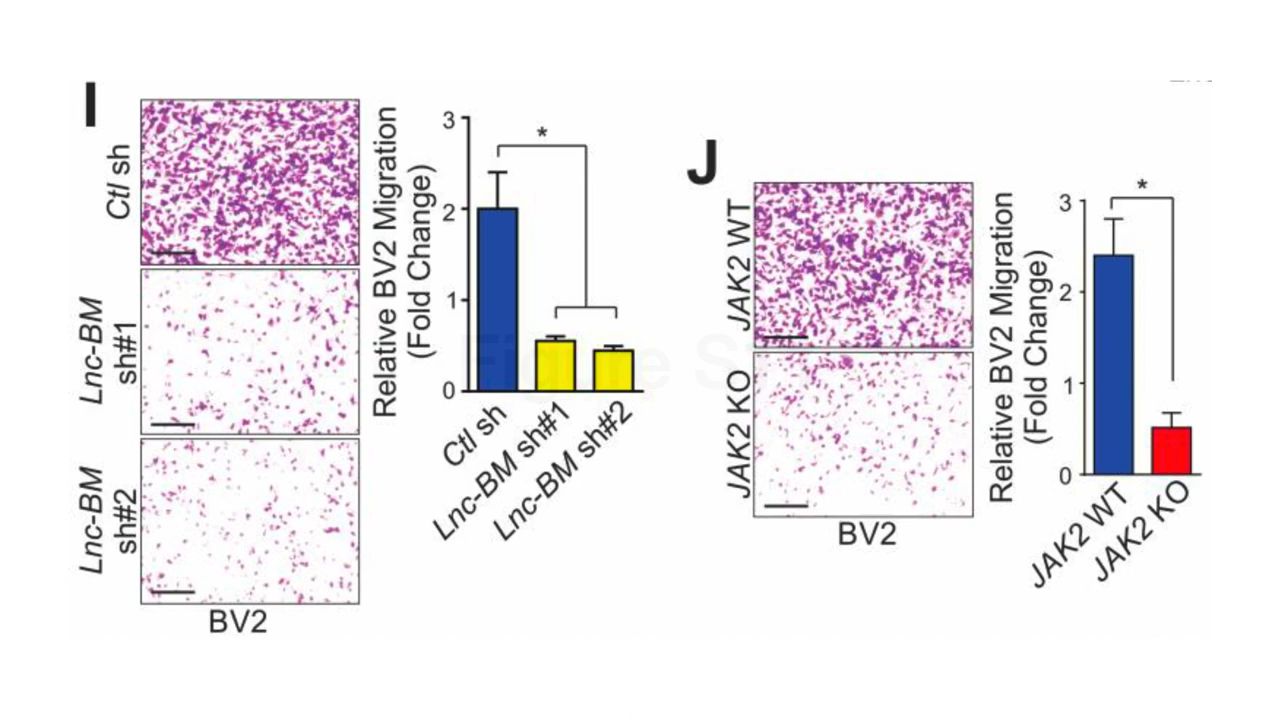 I
Ctl sh
Lnc-BM
sh#1
Lnc-BM
sh#2
BV2
Relative BV2 Migration
(Fold Change)
3
2
1
0
*
Ctl sh
Lnc-BM sh#1
Lnc-BM sh#2
J
JAK2 WT
JAK2 KO
BV2
Relative BV2 Migration
(Fold Change)
3
2
1
0
*
JAK2 WT
JAK2 KO